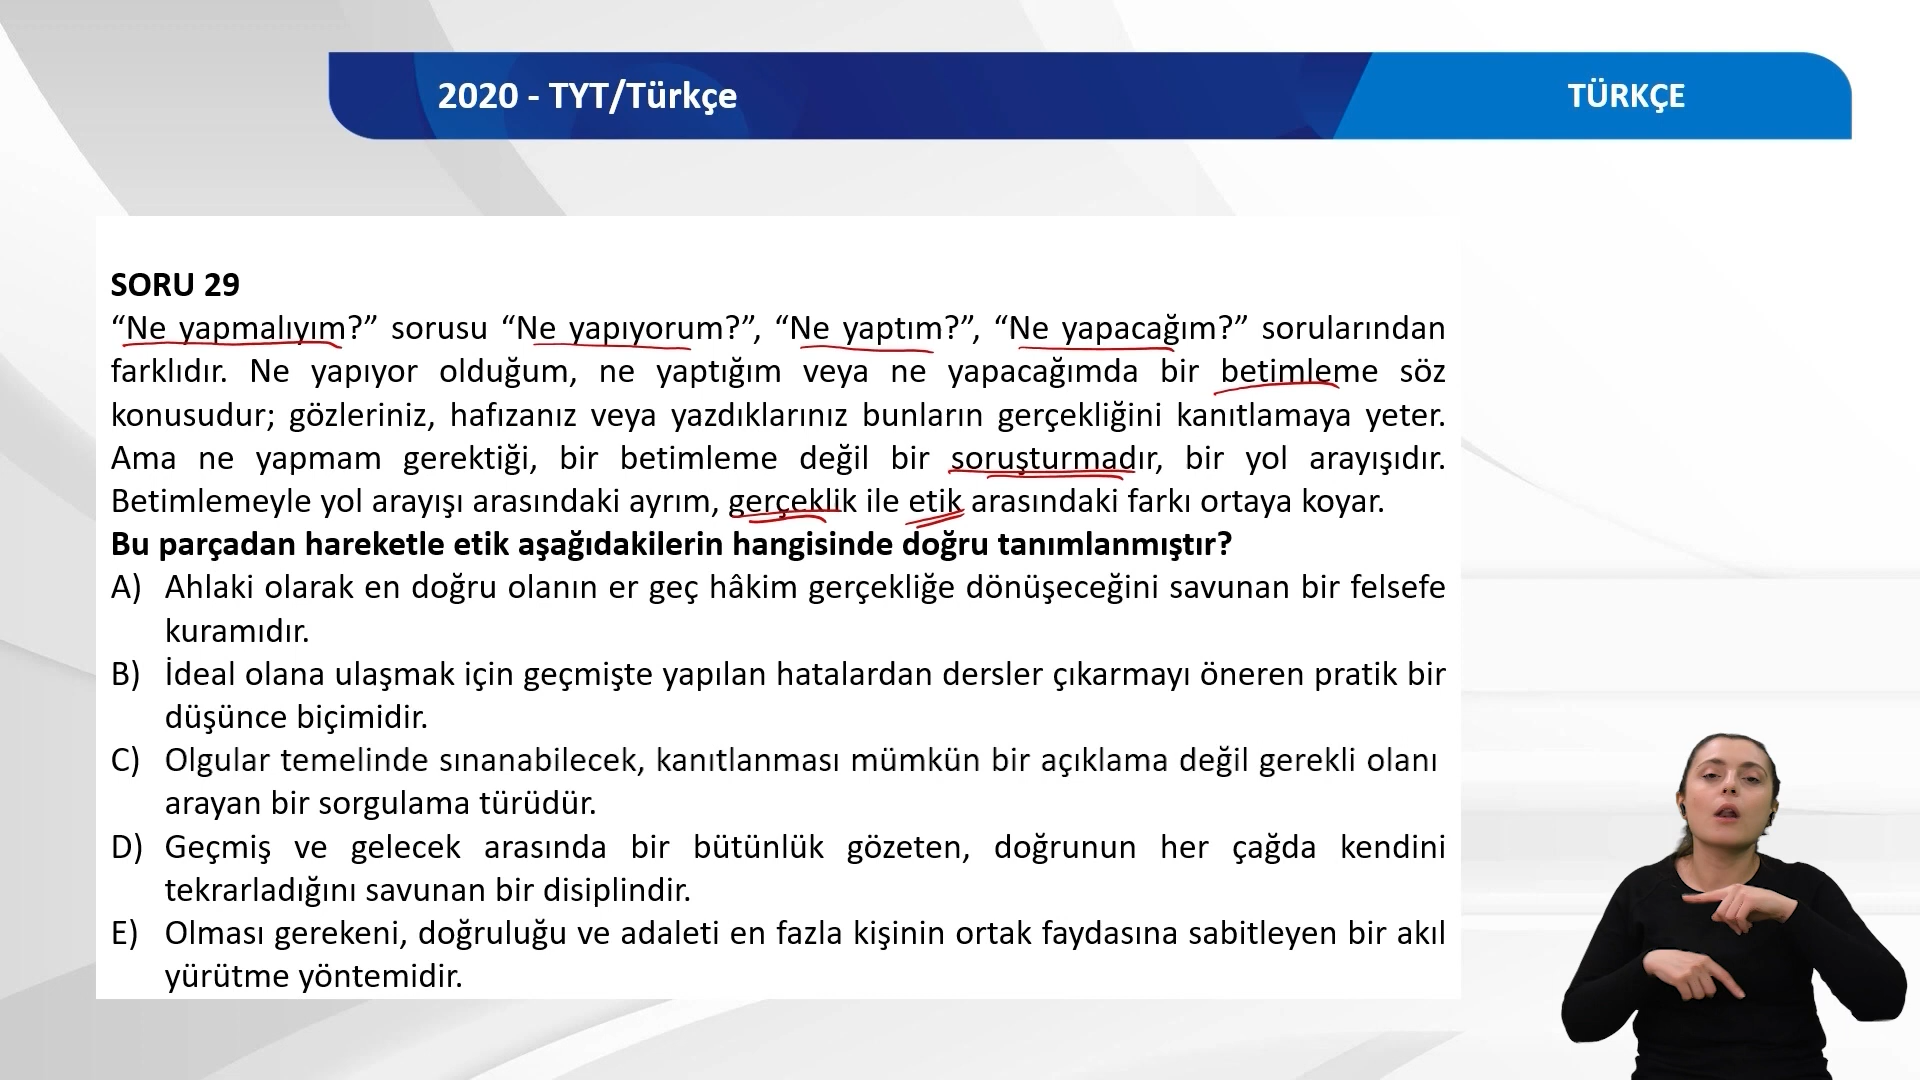 2020 - TYT/Türkçe
TÜRKÇE
SORU 29
“Ne yapmalıyım?” sorusu “Ne yapıyorum?”, “Ne yaptım?”, “Ne yapacağım?” sorularından
farklıdır. Ne yapıyor olduğum, ne yaptığım veya ne yapacağımda bir betimleme söz
konusudur; gözleriniz, hafızanız veya yazdıklarınız bunların gerçekliğini kanıtlamaya yeter.
Ama ne yapmam gerektiği, bir betimleme değil bir soruşturmadır, bir yol arayışıdır.
Betimlemeyle yol arayışı arasındaki ayrım, gerçeklik ile etik arasındaki farkı ortaya koyar.
Bu parçadan hareketle etik aşağıdakilerin hangisinde doğru tanımlanmıştır?
A) Ahlaki olarak en doğru olanın er geç hâkim gerçekliğe dönüşeceğini savunan bir felsefe
kuramıdır.
B) İdeal olana ulaşmak için geçmişte yapılan hatalardan dersler çıkarmayı öneren pratik bir
düşünce biçimidir.
C) Olgular temelinde sınanabilecek, kanıtlanması mümkün bir açıklama değil gerekli olanı
arayan bir sorgulama türüdür.
D) Geçmiş ve gelecek arasında bir bütünlük gözeten, doğrunun her çağda kendini
tekrarladığını savunan bir disiplindir.
E) Olması gerekeni, doğruluğu ve adaleti en fazla kişinin ortak faydasına sabitleyen bir akıl
yürütme yöntemidir.